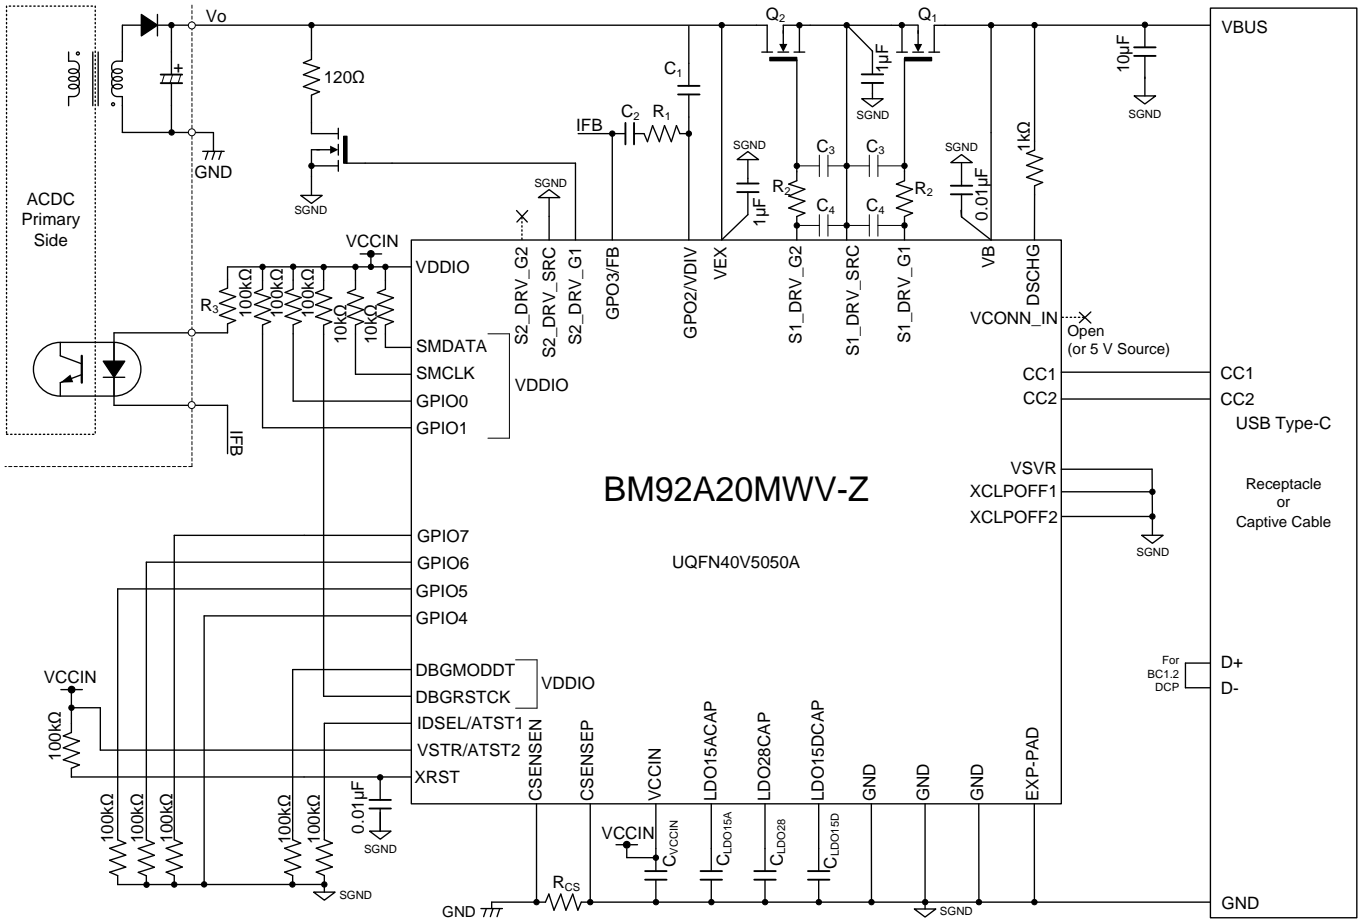 Vo
Q2
Q1
VBUS
120Ω
C1
1µF
10µF
SGND
SGND
IFB
C2
R1
GND
SGND
SGND
1kΩ
ACDC
Primary
Side
SGND
SGND
C3
C3
R2
R2
1µF
0.01µF
C4
C4
VCCIN
VDDIO
S2_DRV_G2
S2_DRV_SRC
S2_DRV_G1
GPO3/FB
GPO2/VDIV
VEX
S1_DRV_G2
S1_DRV_SRC
S1_DRV_G1
VB
DSCHG
R3
100kΩ
100kΩ
100kΩ
10kΩ
10kΩ
VCONN_IN
Open
(or 5 V Source)
SMDATA
SMCLK
VDDIO
GPIO0
GPIO1
IFB
CC1
CC2
CC1
CC2
USB Type-C
VSVR
XCLPOFF1
XCLPOFF2
SGND
Receptacle
or
Captive Cable
BM92A20MWV-Z
UQFN40V5050A
GPIO7
GPIO6
GPIO5
GPIO4
For
BC1.2
DCP
D+
D-
VCCIN
DBGMODDT
DBGRSTCK
VDDIO
IDSEL/ATST1
VSTR/ATST2
XRST
100kΩ
CSENSEN
CSENSEP
VCCIN
LDO15ACAP
LDO28CAP
LDO15DCAP
GND
GND
GND
EXP-PAD
100kΩ
100kΩ
100kΩ
100kΩ
100kΩ
0.01µF
SGND
VCCIN
CVCCIN
CLDO15A
CLDO28
CLDO15D
SGND
RCS
GND
SGND
GND